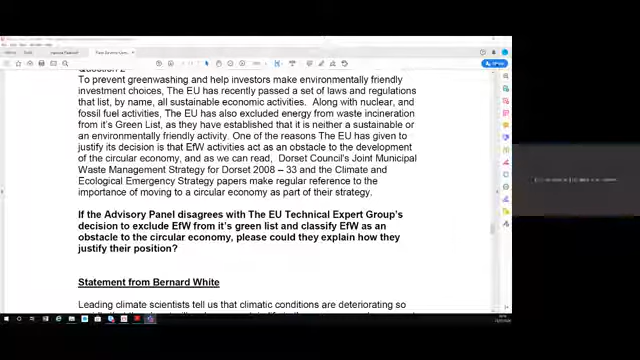 To prevent greenwashing and help investors make environmentally friendly
investment choices, The EU has recently passed a set of laws and regulations
that list, by name, all sustainable economic activities.  Along with nuclear, and
fossil fuel activities, The EU has also excluded energy from waste incineration
from it's Green List, as they have established that it is neither a sustainable or
an environmentally friendly activity.  One of the reasons The EU has given to
justify its decision is that EfW activities act as an obstacle to the development
of the circular economy, and as we can read,  Dorset Council's Joint Municipal
Waste Management Strategy for Dorset 2008 – 33 and the Climate and
Ecological Emergency Strategy papers make regular reference to the
importance of moving to a circular economy as part of their strategy.
If the Advisory Panel disagrees with The EU Technical Expert Group's
decision to exclude EfW from it's green list and classify EfW as an
obstacle to the circular economy, please could they explain how they
justify their position?
Statement from Bernard White
Leading climate scientists tell us that climatic conditions are deteriorating so